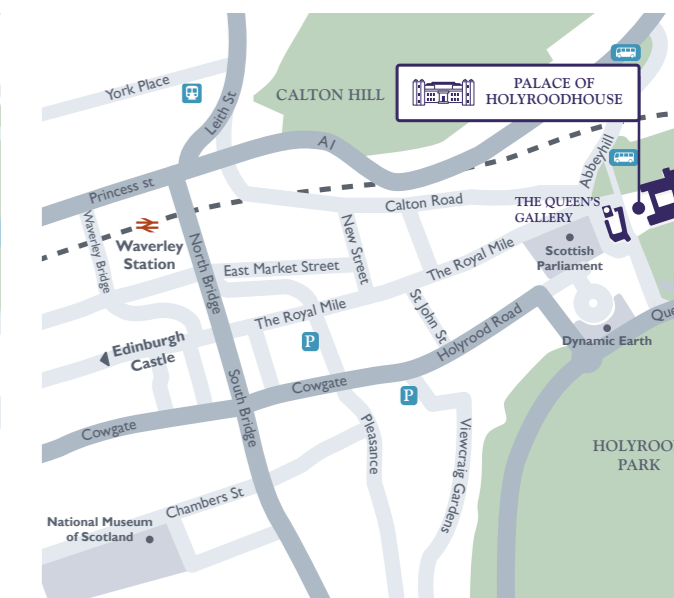 York Place
Leith St
CALTON HILL
PALACE OF
HOLYROODHOUSE
A1
Abbeyhill
Princess st
Calton Road
THE QUEEN'S
GALLERY
Waverley Bridge
Waverley
Station
North Bridge
New Street
The Royal Mile
Scottish
Parliament
East Market Street
The Royal Mile
St John St
Holyrood Road
Que
Edinburgh
Castle
P
Dynamic Earth
Cowgate
P
South Bridge
Cowgate
Pleasance
Viewcraig Gardens
HOLYROO
PARK
Chambers St
National Museum
of Scotland